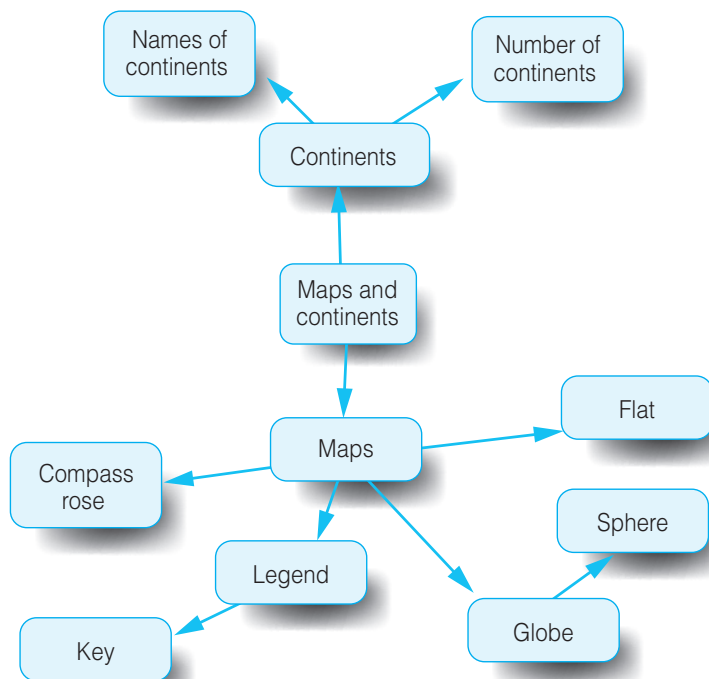 Names of
continents
Number of
continents
Continents
Maps and
continents
Flat
Maps
Compass
rose
Sphere
Legend
Globe
Key